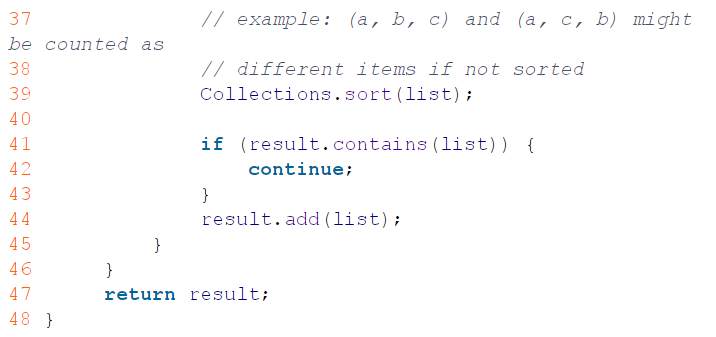 37 // example: (a, b, c) and (a, c, b) might
be counted as
38 // different items if not sorted
39 Collections.sort(list);
40
41 if (result.contains(list)) {
42 continue;
43 }
44 result.add(list);
45 }
46 }
47 return result;
48 }